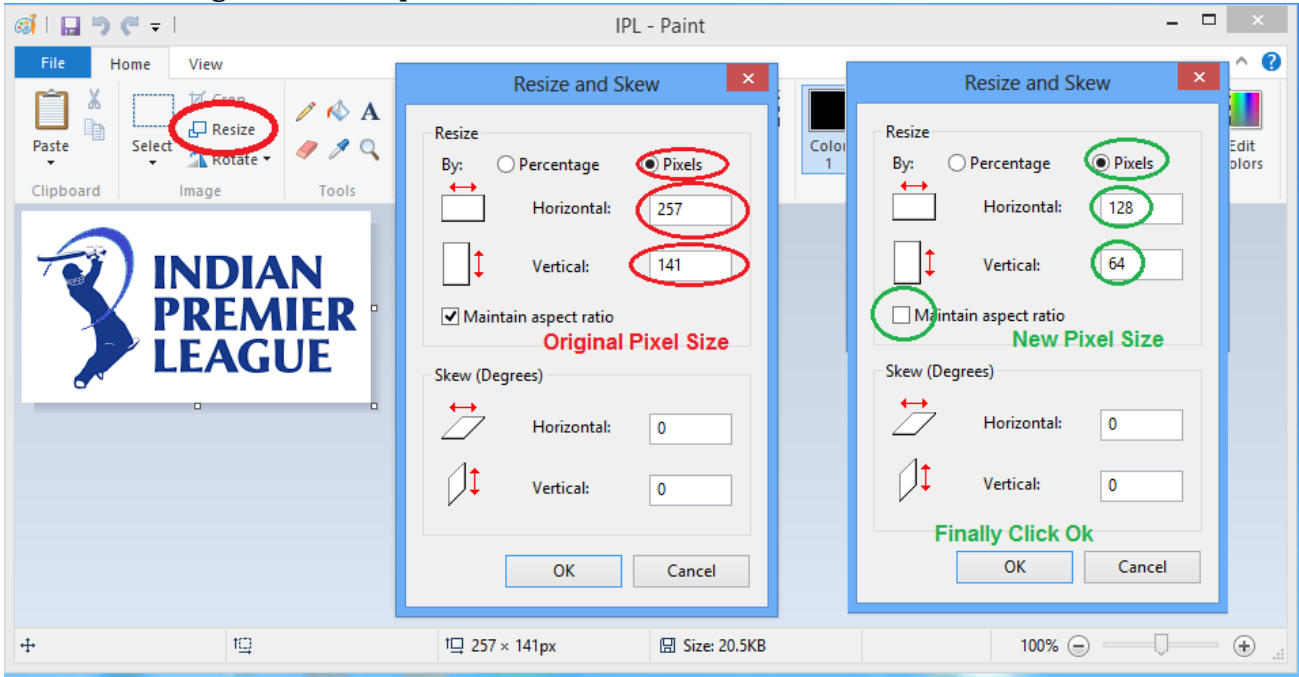 IPL - Paint
File Home View
Paste
Select
Crop
Resize
Rotate
Clipboard
Image
Tools
Color
1
Edit
INDIAN
PREMIER
LEAGUE
Resize and Skew
Resize
By: Percentage Pixels
Horizontal: 257
Vertical: 141
Maintain aspect ratio
Original Pixel Size
Skew (Degrees)
Horizontal: 0
Vertical: 0
OK Cancel
Resize and Skew
Resize
By: Percentage Pixels
Horizontal: 128
Vertical: 64
Maintain aspect ratio
New Pixel Size
Skew (Degrees)
Horizontal: 0
Vertical: 0
Finally Click Ok
OK Cancel
257 × 141px
Size: 20.5KB
100%